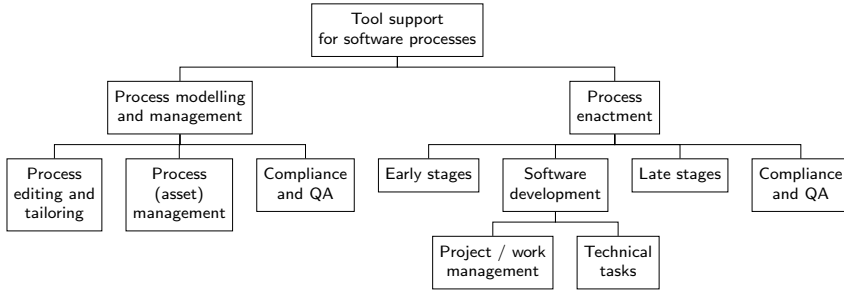 Tool support
for software processes
Process modelling
and management
Process
enactment
Process
editing and
tailoring
Process
(asset)
management
Compliance
and QA
Early stages
Software
development
Late stages
Compliance
and QA
Project / work
management
Technical
tasks